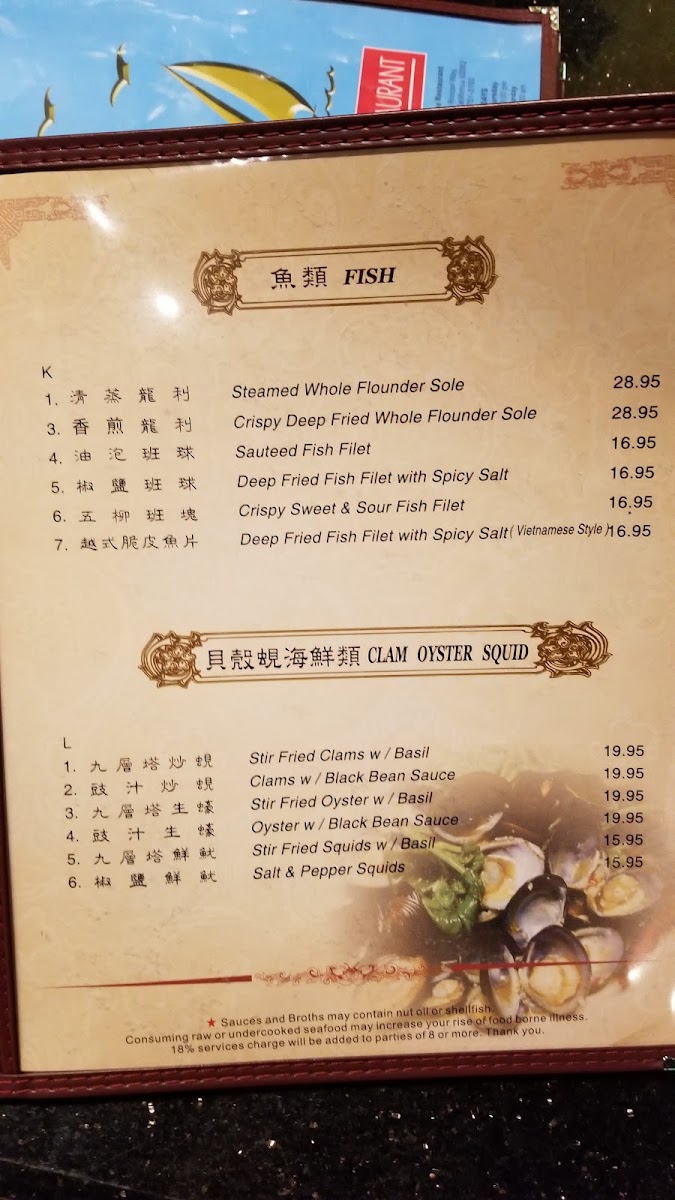 URANT
魚類 FISH
K
1. 清蒸龍利 Steamed Whole Flounder Sole 28.95
3. 香煎龍利 Crispy Deep Fried Whole Flounder Sole 28.95
4. 油泡班球 Sauteed Fish Filet 16.95
5. 椒鹽班球 Deep Fried Fish Filet with Spicy Salt 16.95
6. 五柳班塊 Crispy Sweet & Sour Fish Filet 16.95
7. 越式脆皮魚片 Deep Fried Fish Filet with Spicy Salt ( Vietnamese Style ) 16.95
貝殼蜆海鮮類 CLAM OYSTER SQUID
L
1. 九層塔炒蜆 Stir Fried Clams w / Basil 19.95
2. 豉汁炒蜆 Clams w / Black Bean Sauce 19.95
3. 九層塔生蠔 Stir Fried Oyster w / Basil 19.95
4. 豉汁生蠔 Oyster w / Black Bean Sauce 19.95
5. 九層塔鮮魷 Stir Fried Squids w / Basil 15.95
6. 椒鹽鮮魷 Salt & Pepper Squids 15.95
★ Sauces and Broths may contain nut oil or shellfish.
Consuming raw or undercooked seafood may increase your rise of food borne illness.
18% services charge will be added to parties of 8 or more. Thank you.